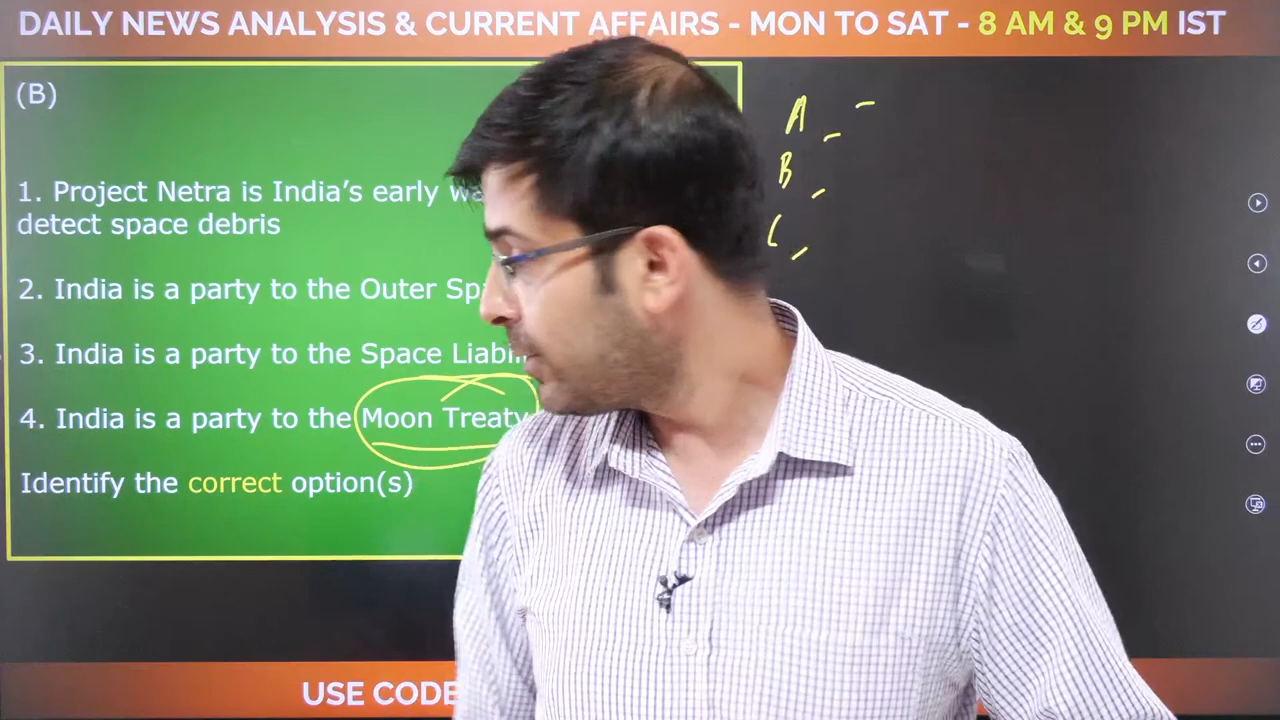 DAILY NEWS ANALYSIS & CURRENT AFFAIRS - MON TO SAT - 8 AM & 9 PM IST
(B)
1. Project Netra is India's early
detect space debris
2. India is a party to the Outer
3. India is a party to the Space
4. India is a party to the Moon Treaty
Identify the correct option(s)
A
B
C
USE CODE